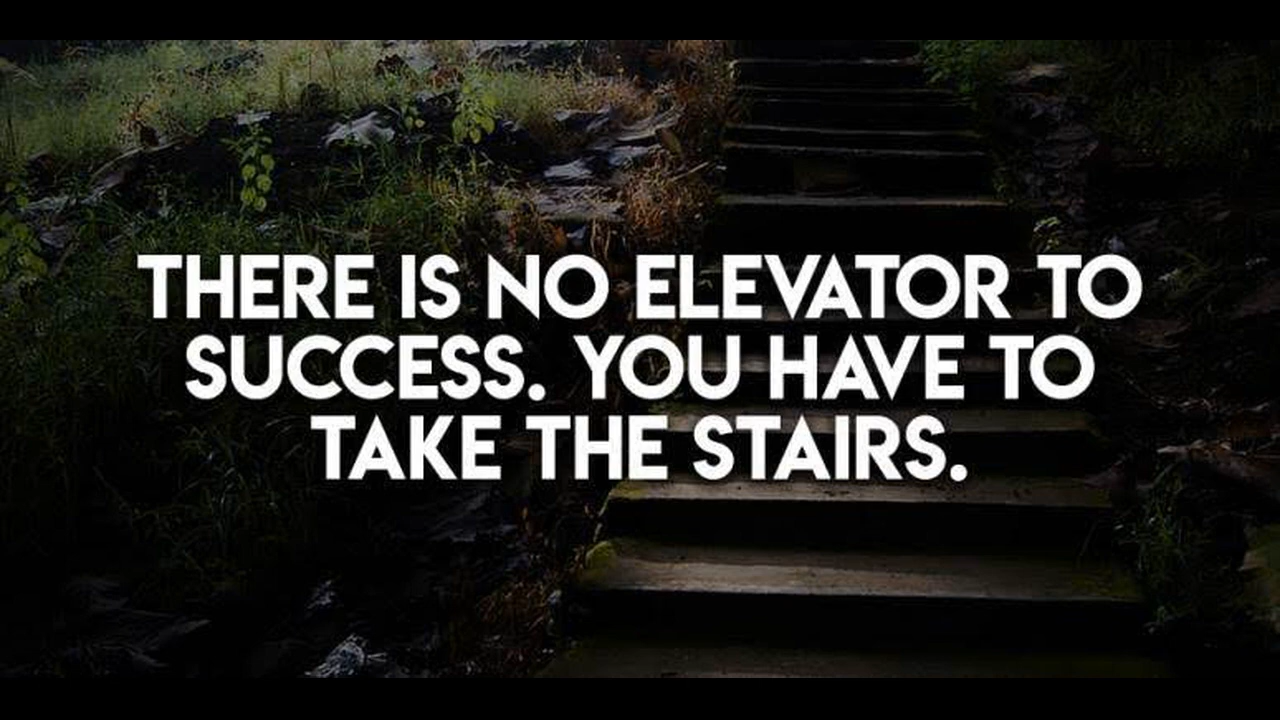 THERE IS NO ELEVATOR TO
SUCCESS. YOU HAVE TO
TAKE THE STAIRS.